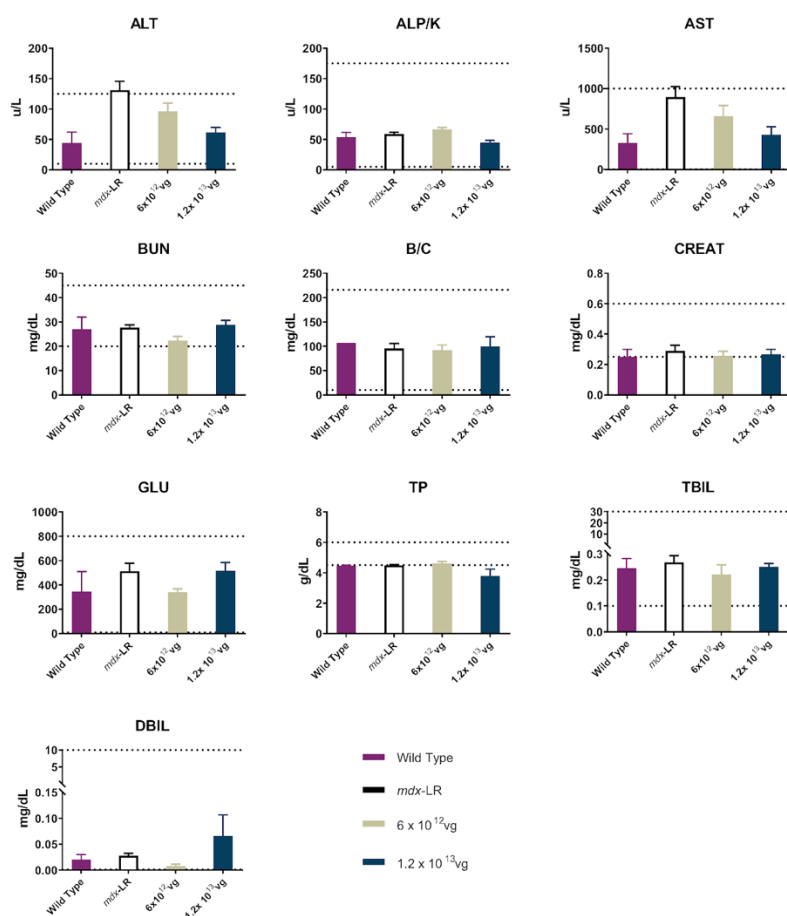 ALT
ALP/K
AST
200
150
100
50
0
u/L
Wild Type
mdx-LR
6x10¹²vg
1.2x 10¹³vg
200
150
100
50
0
u/L
Wild Type
mdx-LR
6x10¹²vg
1.2x 10¹³vg
1500
1000
500
0
u/L
Wild Type
mdx-LR
6x10¹²vg
1.2x 10¹³vg
BUN
B/C
CREAT
50
40
30
20
10
0
mg/dL
Wild Type
mdx-LR
6x10¹²vg
1.2x 10¹³vg
250
200
150
100
50
0
mg/dL
Wild Type
mdx-LR
6x10¹²vg
1.2x 10¹³vg
0.8
0.6
0.4
0.2
0.0
mg/dL
Wild Type
mdx-LR
6x10¹²vg
1.2x 10¹³vg
GLU
TP
TBIL
1000
800
600
400
200
0
mg/dL
Wild Type
mdx-LR
6x10¹²vg
1.2x 10¹³vg
8
6
4
2
0
g/dL
Wild Type
mdx-LR
6x10¹²vg
1.2x 10¹³vg
30
20
10
0.3
0.2
0.1
0.0
mg/dL
Wild Type
mdx-LR
6x10¹²vg
1.2x 10¹³vg
DBIL
10
5
0.15
0.10
0.05
0.00
mg/dL
Wild Type
mdx-LR
6x10¹²vg
1.2x 10¹³vg
Wild Type
mdx-LR
6 x 10¹²vg
1.2 x 10¹³vg